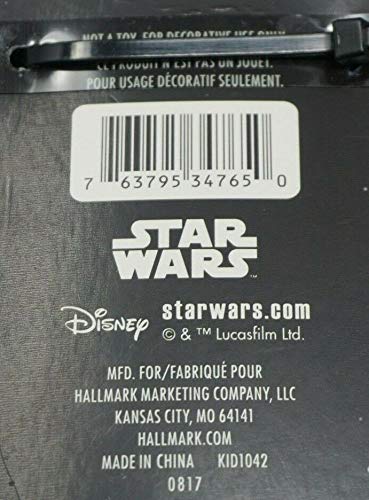 NOT A TOY. FOR DECORATIVE USE ONLY.
CE PRODUIT N'EST PAS UN JOUET.
POUR USAGE DÉCORATIF SEULEMENT.
7 63795 34765 0
STAR
WARS™
Disney starwars.com
© & ™ Lucasfilm Ltd.
MFD. FOR/FABRIQUÉ POUR
HALLMARK MARKETING COMPANY, LLC
KANSAS CITY, MO 64141
HALLMARK.COM
MADE IN CHINA KID1042
0817